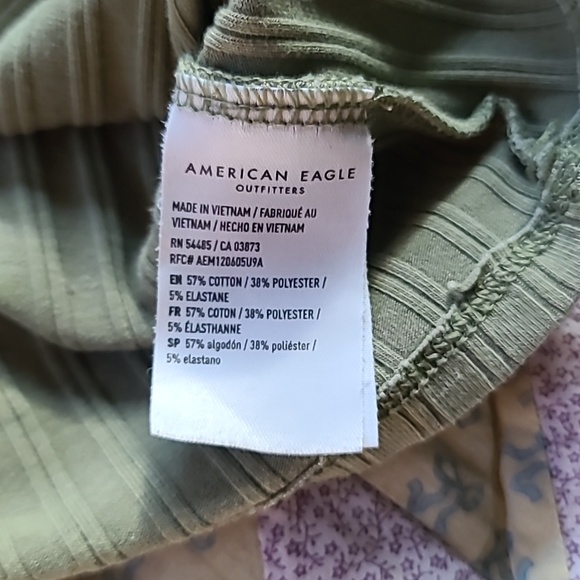 AMERICAN EAGLE
OUTFITTERS
MADE IN VIETNAM / FABRIQUÉ AU
VIETNAM / HECHO EN VIETNAM
RN 54485 / CA 03873
RFC# AEM120605U9A
EN 57% COTTON / 38% POLYESTER /
5% ELASTANE
FR 57% COTON / 38% POLYESTER /
5% ÉLASTHANNE
SP 57% algodón / 38% poliéster /
5% elastano